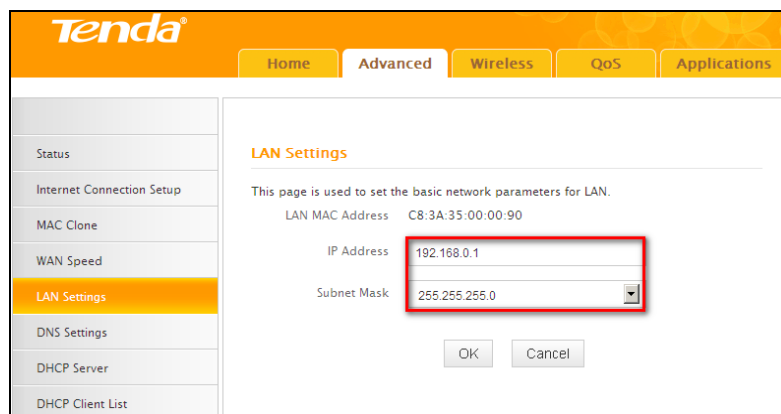 Tenda®
Home Advanced Wireless QoS Applications
Status
Internet Connection Setup
MAC Clone
WAN Speed
LAN Settings
DNS Settings
DHCP Server
DHCP Client List
LAN Settings
This page is used to set the basic network parameters for LAN.
LAN MAC Address C8:3A:35:00:00:90
IP Address 192.168.0.1
Subnet Mask 255.255.255.0
OK Cancel